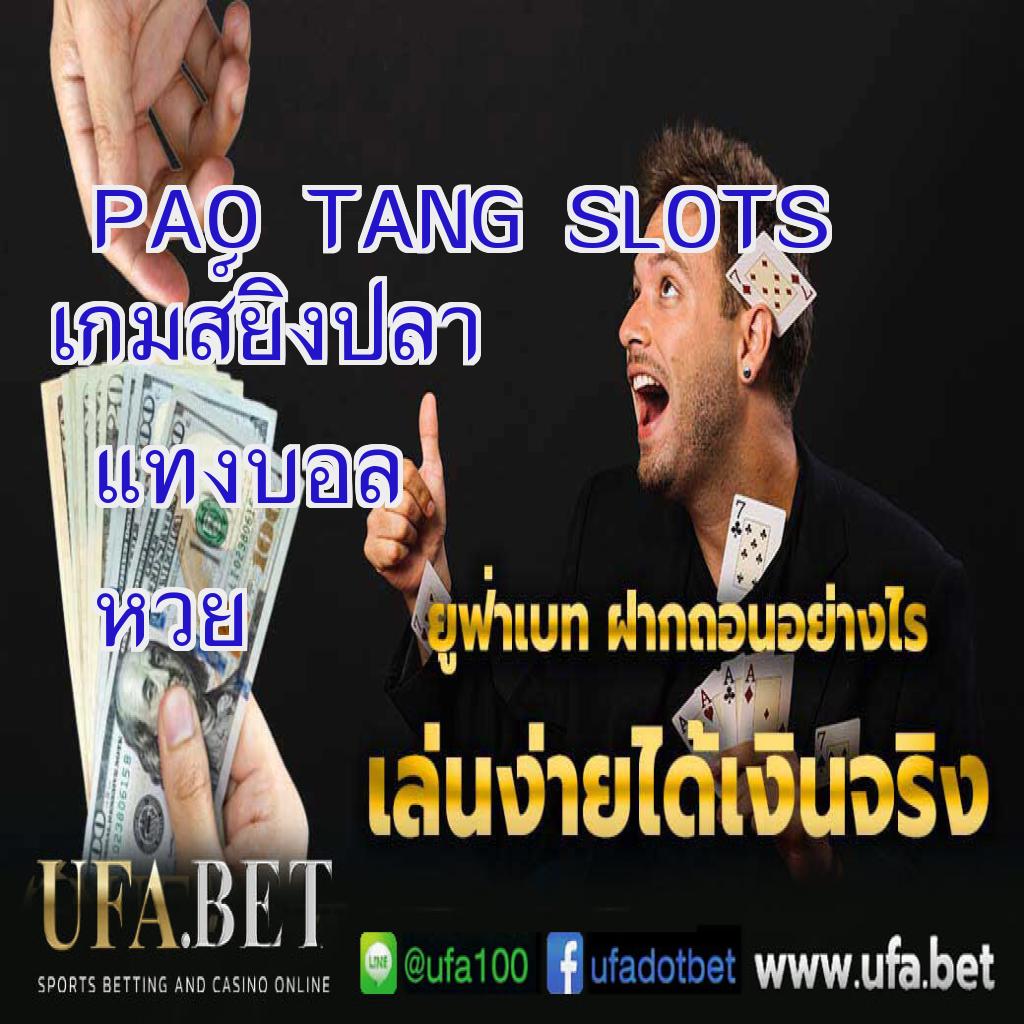 PAO TANG SLOTS
เกมส์ยิงปลา
แทงบอล
หวย
ยูฟ่าเบท ฝากถอนอย่างไร
เล่นง่ายได้เงินจริง
UFA.BET
SPORTS BETTING AND CASINO ONLINE
LINE @ufa100 ufadotbet www.ufa.bet